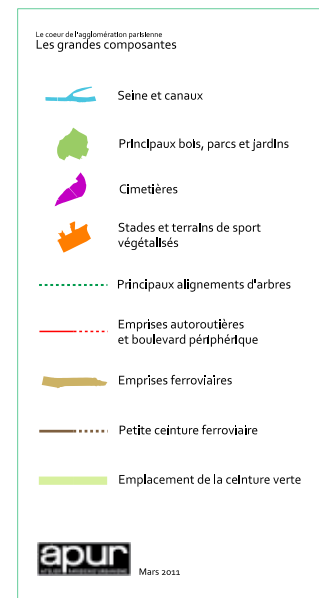 Le coeur de l'agglomération parisienne
Les grandes composantes
Seine et canaux
Principaux bois, parcs et jardins
Cimetières
Stades et terrains de sport
végétalisés
Principaux alignements d'arbres
Emprises autoroutières
et boulevard périphérique
Emprises ferroviaires
Petite ceinture ferroviaire
Emplacement de la ceinture verte
apur
Mars 2011